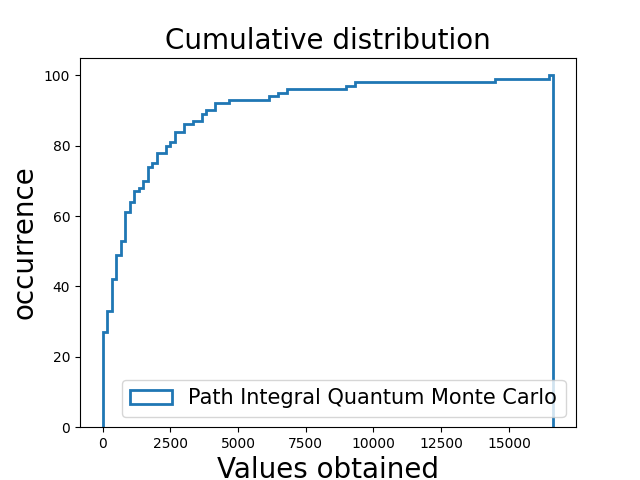 Cumulative distribution
occurrence
100
80
60
40
20
0
Path Integral Quantum Monte Carlo
0 2500 5000 7500 10000 12500 15000
Values obtained